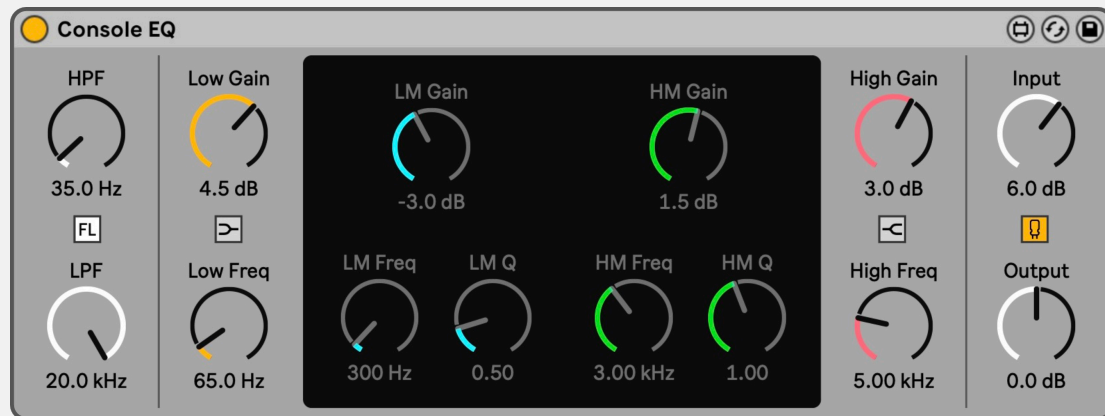 Console EQ
HPF
35.0 Hz
FL
LPF
20.0 kHz
Low Gain
4.5 dB
Low Freq
65.0 Hz
LM Gain
-3.0 dB
HM Gain
1.5 dB
LM Freq
300 Hz
LM Q
0.50
HM Freq
3.00 kHz
HM Q
1.00
High Gain
3.0 dB
High Freq
5.00 kHz
Input
6.0 dB
Output
0.0 dB